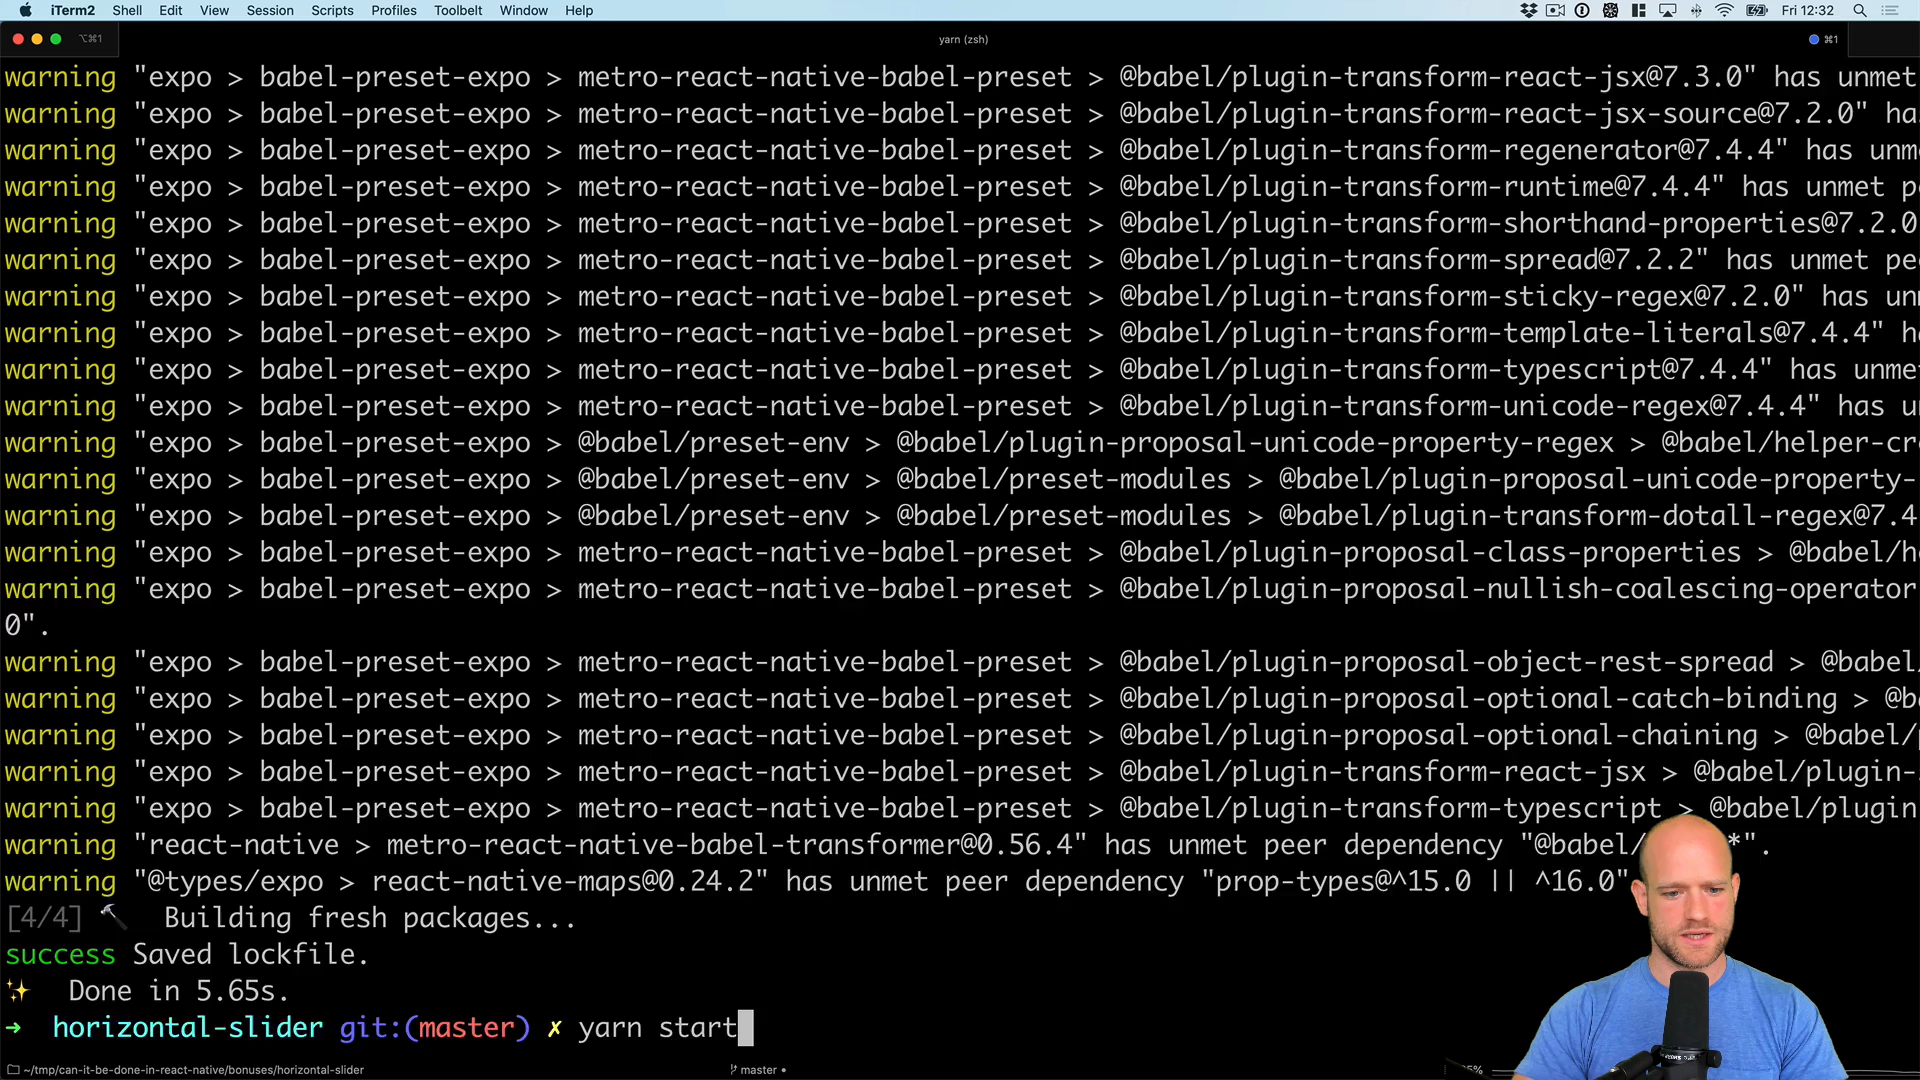 iTerm2 Shell Edit View Session Scripts Profiles Toolbelt Window Help Fri 12:32
⌥⌘1 yarn (zsh) ⌘1
warning "expo > babel-preset-expo > metro-react-native-babel-preset > @babel/plugin-transform-react-jsx@7.3.0" has unmet
warning "expo > babel-preset-expo > metro-react-native-babel-preset > @babel/plugin-transform-react-jsx-source@7.2.0" ha
warning "expo > babel-preset-expo > metro-react-native-babel-preset > @babel/plugin-transform-regenerator@7.4.4" has unm
warning "expo > babel-preset-expo > metro-react-native-babel-preset > @babel/plugin-transform-runtime@7.4.4" has unmet p
warning "expo > babel-preset-expo > metro-react-native-babel-preset > @babel/plugin-transform-shorthand-properties@7.2.0
warning "expo > babel-preset-expo > metro-react-native-babel-preset > @babel/plugin-transform-spread@7.2.2" has unmet pe
warning "expo > babel-preset-expo > metro-react-native-babel-preset > @babel/plugin-transform-sticky-regex@7.2.0" has un
warning "expo > babel-preset-expo > metro-react-native-babel-preset > @babel/plugin-transform-template-literals@7.4.4" h
warning "expo > babel-preset-expo > metro-react-native-babel-preset > @babel/plugin-transform-typescript@7.4.4" has unme
warning "expo > babel-preset-expo > metro-react-native-babel-preset > @babel/plugin-transform-unicode-regex@7.4.4" has u
warning "expo > babel-preset-expo > @babel/preset-env > @babel/plugin-proposal-unicode-property-regex > @babel/helper-cr
warning "expo > babel-preset-expo > @babel/preset-env > @babel/preset-modules > @babel/plugin-proposal-unicode-property-
warning "expo > babel-preset-expo > @babel/preset-env > @babel/preset-modules > @babel/plugin-transform-dotall-regex@7.4
warning "expo > babel-preset-expo > metro-react-native-babel-preset > @babel/plugin-proposal-class-properties > @babel/h
warning "expo > babel-preset-expo > metro-react-native-babel-preset > @babel/plugin-proposal-nullish-coalescing-operator
0".
warning "expo > babel-preset-expo > metro-react-native-babel-preset > @babel/plugin-proposal-object-rest-spread > @babel
warning "expo > babel-preset-expo > metro-react-native-babel-preset > @babel/plugin-proposal-optional-catch-binding > @b
warning "expo > babel-preset-expo > metro-react-native-babel-preset > @babel/plugin-proposal-optional-chaining > @babel/
warning "expo > babel-preset-expo > metro-react-native-babel-preset > @babel/plugin-transform-react-jsx > @babel/plugin-
warning "expo > babel-preset-expo > metro-react-native-babel-preset > @babel/plugin-transform-typescript > @babel/plugin
warning "react-native > metro-react-native-babel-transformer@0.56.4" has unmet peer dependency "@babel/ *".
warning "@types/expo > react-native-maps@0.24.2" has unmet peer dependency "prop-types@^15.0 || ^16.0"
[4/4] 🔨 Building fresh packages...
success Saved lockfile.
✨ Done in 5.65s.
➜ horizontal-slider git:(master) ✗ yarn start
~/tmp/can-it-be-done-in-react-native/bonuses/horizontal-slider master •